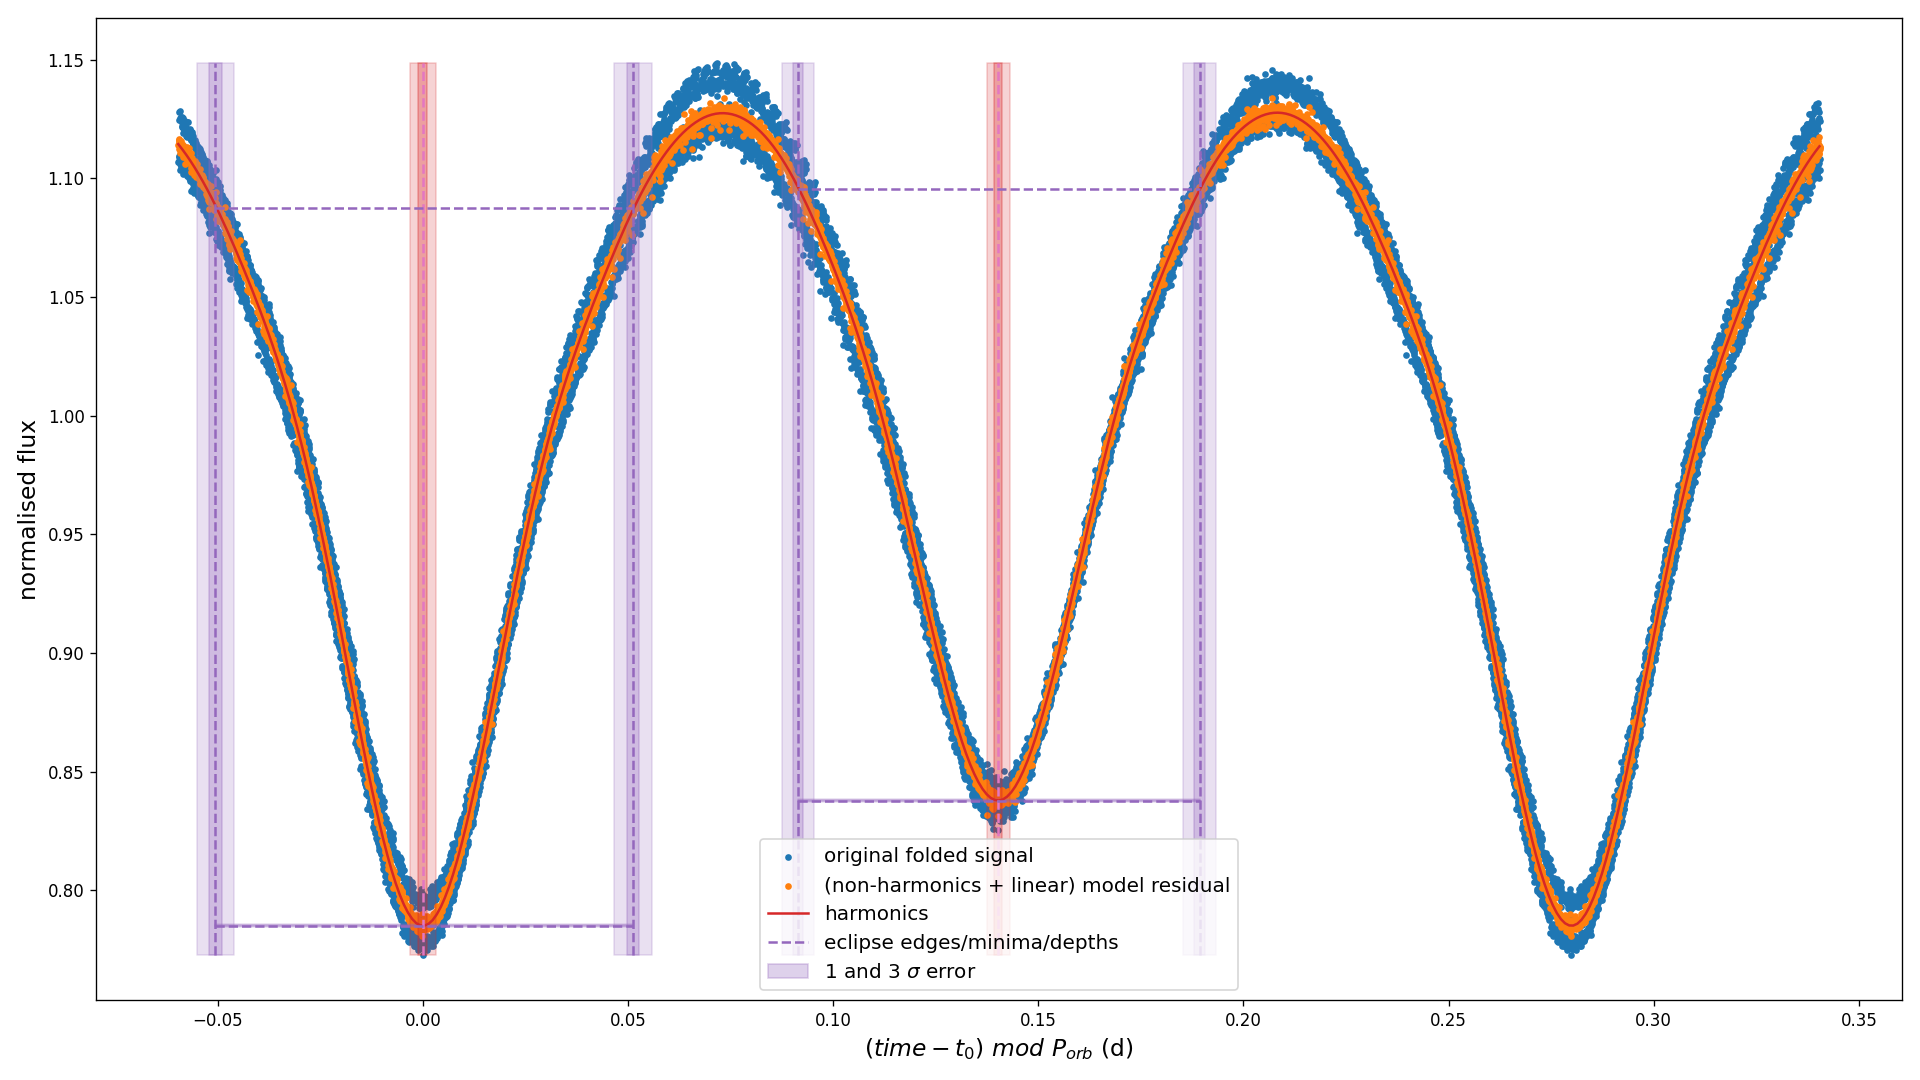 normalised flux
1.15
1.10
1.05
1.00
0.95
0.90
0.85
0.80
original folded signal
(non-harmonics + linear) model residual
harmonics
eclipse edges/minima/depths
1 and 3 σ error
−0.05 0.00 0.05 0.10 0.15 0.20 0.25 0.30 0.35
(time − t₀) mod Pₒᵣb (d)